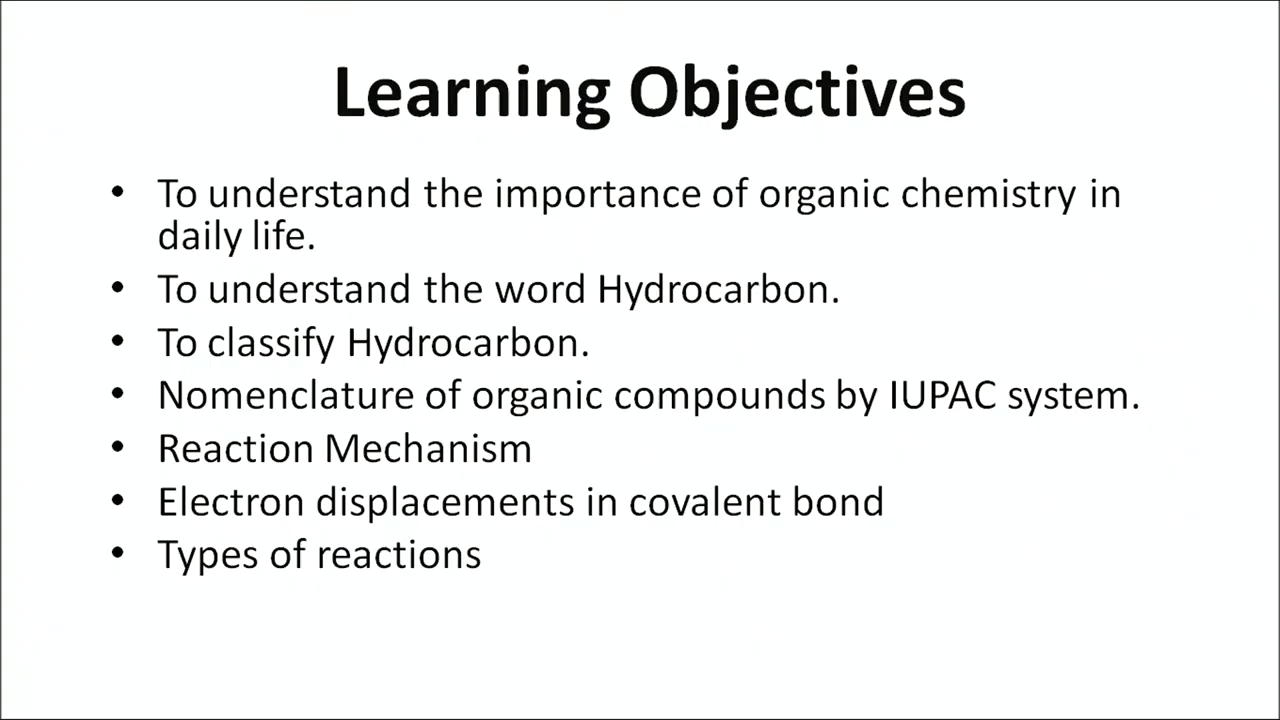 Learning Objectives
• To understand the importance of organic chemistry in
daily life.
• To understand the word Hydrocarbon.
• To classify Hydrocarbon.
• Nomenclature of organic compounds by IUPAC system.
• Reaction Mechanism
• Electron displacements in covalent bond
• Types of reactions